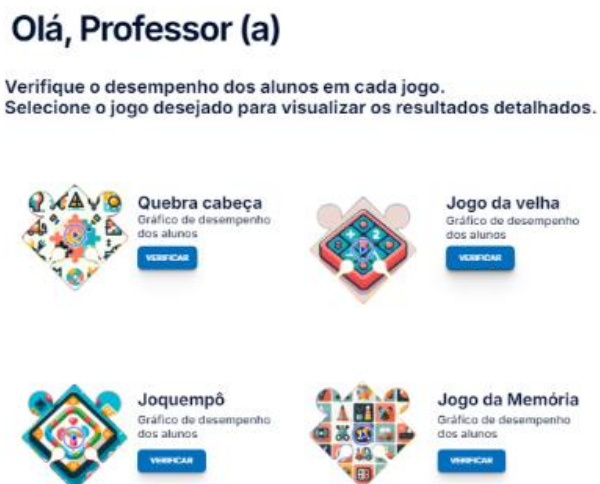 Olá, Professor (a)
Verifique o desempenho dos alunos em cada jogo.
Selecione o jogo desejado para visualizar os resultados detalhados.
Quebra cabeça
Gráfico de desempenho
dos alunos
VERIFICAR
Jogo da velha
Gráfico de desempenho
dos alunos
VERIFICAR
Joquempô
Gráfico de desempenho
dos alunos
VERIFICAR
Jogo da Memória
Gráfico de desempenho
dos alunos
VERIFICAR